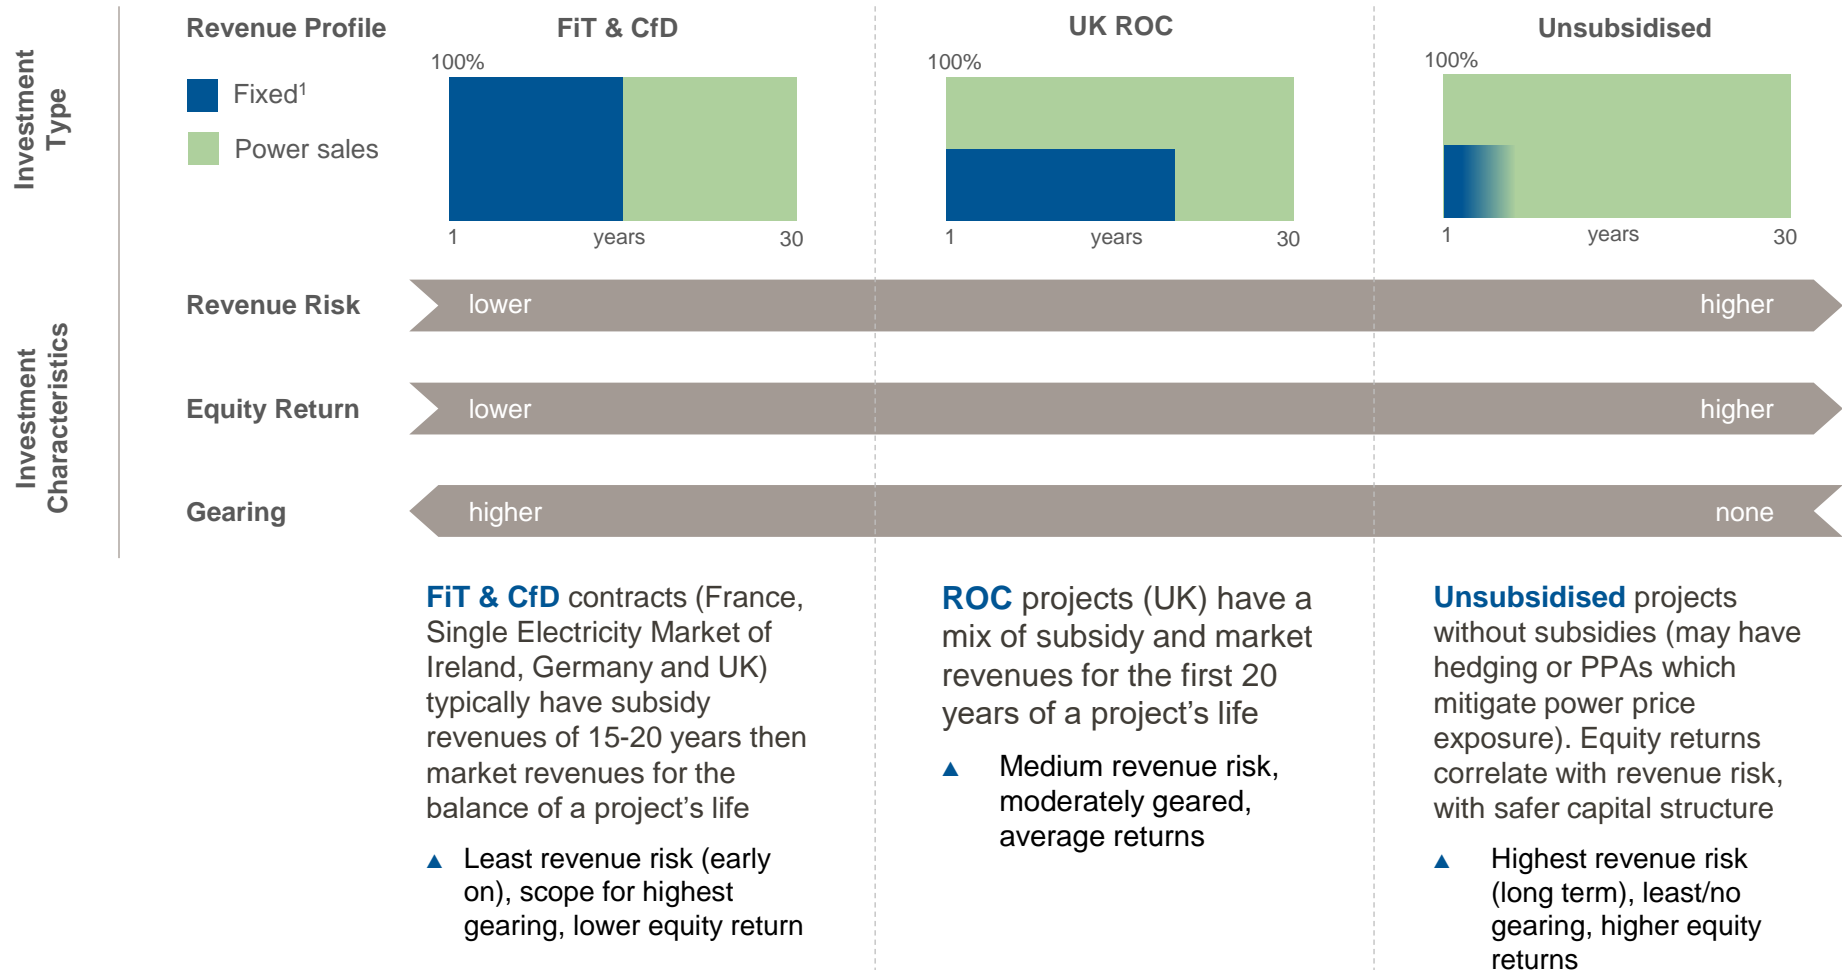 Investment
Type
Revenue Profile
Fixed¹
Power sales
FiT & CfD
100%
1
years
30
UK ROC
100%
1
years
30
Unsubsidised
100%
1
years
30
Investment
Characteristics
Revenue Risk
lower
higher
Equity Return
lower
higher
Gearing
higher
none
FiT & CfD contracts (France,
Single Electricity Market of
Ireland, Germany and UK)
typically have subsidy
revenues of 15-20 years then
market revenues for the
balance of a project's life
▲ Least revenue risk (early
on), scope for highest
gearing, lower equity return
ROC projects (UK) have a
mix of subsidy and market
revenues for the first 20
years of a project's life
▲ Medium revenue risk,
moderately geared,
average returns
Unsubsidised projects
without subsidies (may have
hedging or PPAs which
mitigate power price
exposure). Equity returns
correlate with revenue risk,
with safer capital structure
▲ Highest revenue risk
(long term), least/no
gearing, higher equity
returns